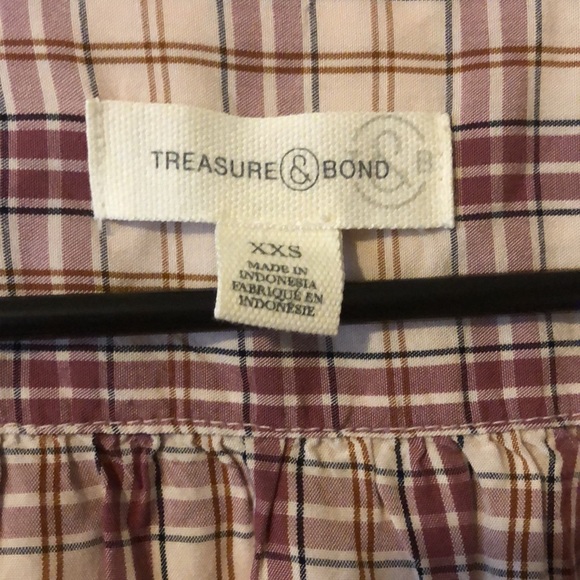 TREASURE & BOND
T & B
XXS
MADE IN
INDONESIA
FABRIQUÉ EN
INDONÉSIE